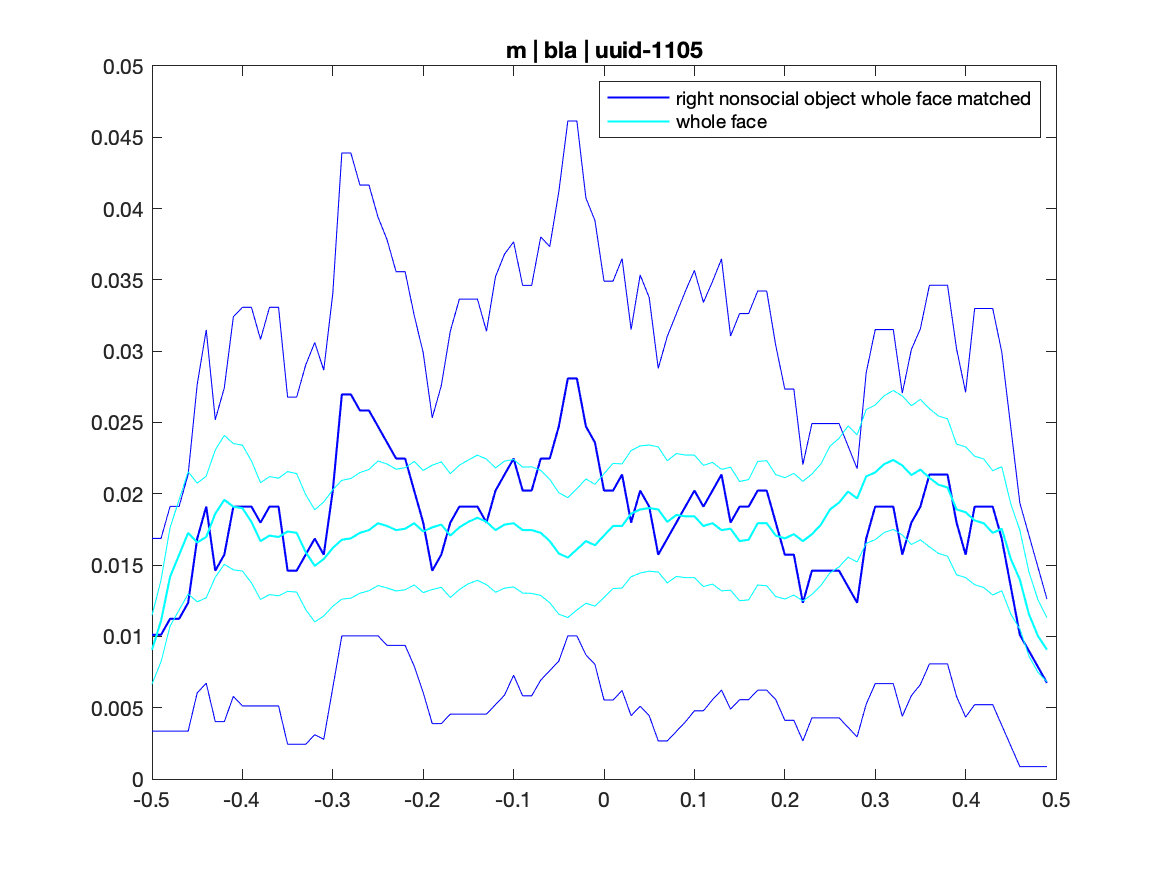 m | bla | uuid-1105
right nonsocial object whole face matched
whole face
0.05
0.045
0.04
0.035
0.03
0.025
0.02
0.015
0.01
0.005
0
-0.5 -0.4 -0.3 -0.2 -0.1 0 0.1 0.2 0.3 0.4 0.5